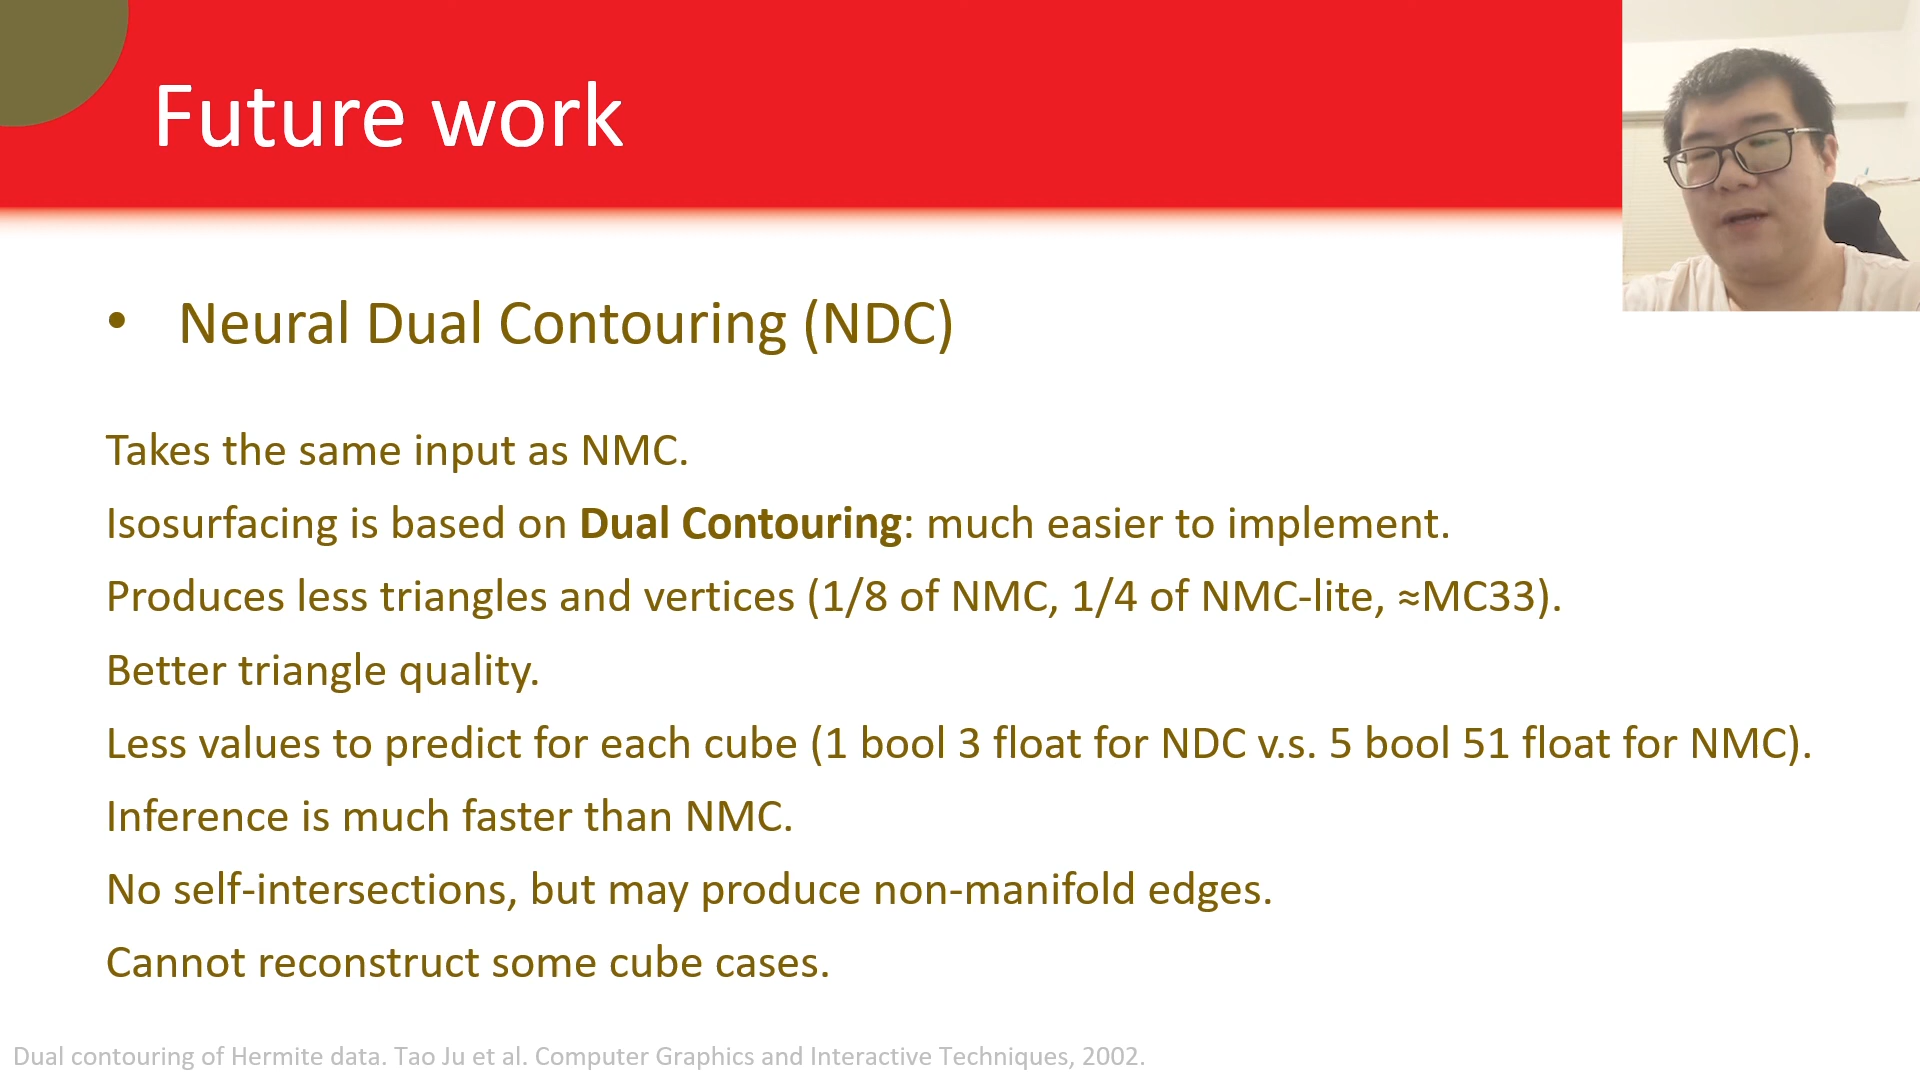 Future work
• Neural Dual Contouring (NDC)
Takes the same input as NMC.
Isosurfacing is based on Dual Contouring: much easier to implement.
Produces less triangles and vertices (1/8 of NMC, 1/4 of NMC-lite, ≈MC33).
Better triangle quality.
Less values to predict for each cube (1 bool 3 float for NDC v.s. 5 bool 51 float for NMC).
Inference is much faster than NMC.
No self-intersections, but may produce non-manifold edges.
Cannot reconstruct some cube cases.
Dual contouring of Hermite data. Tao Ju et al. Computer Graphics and Interactive Techniques, 2002.